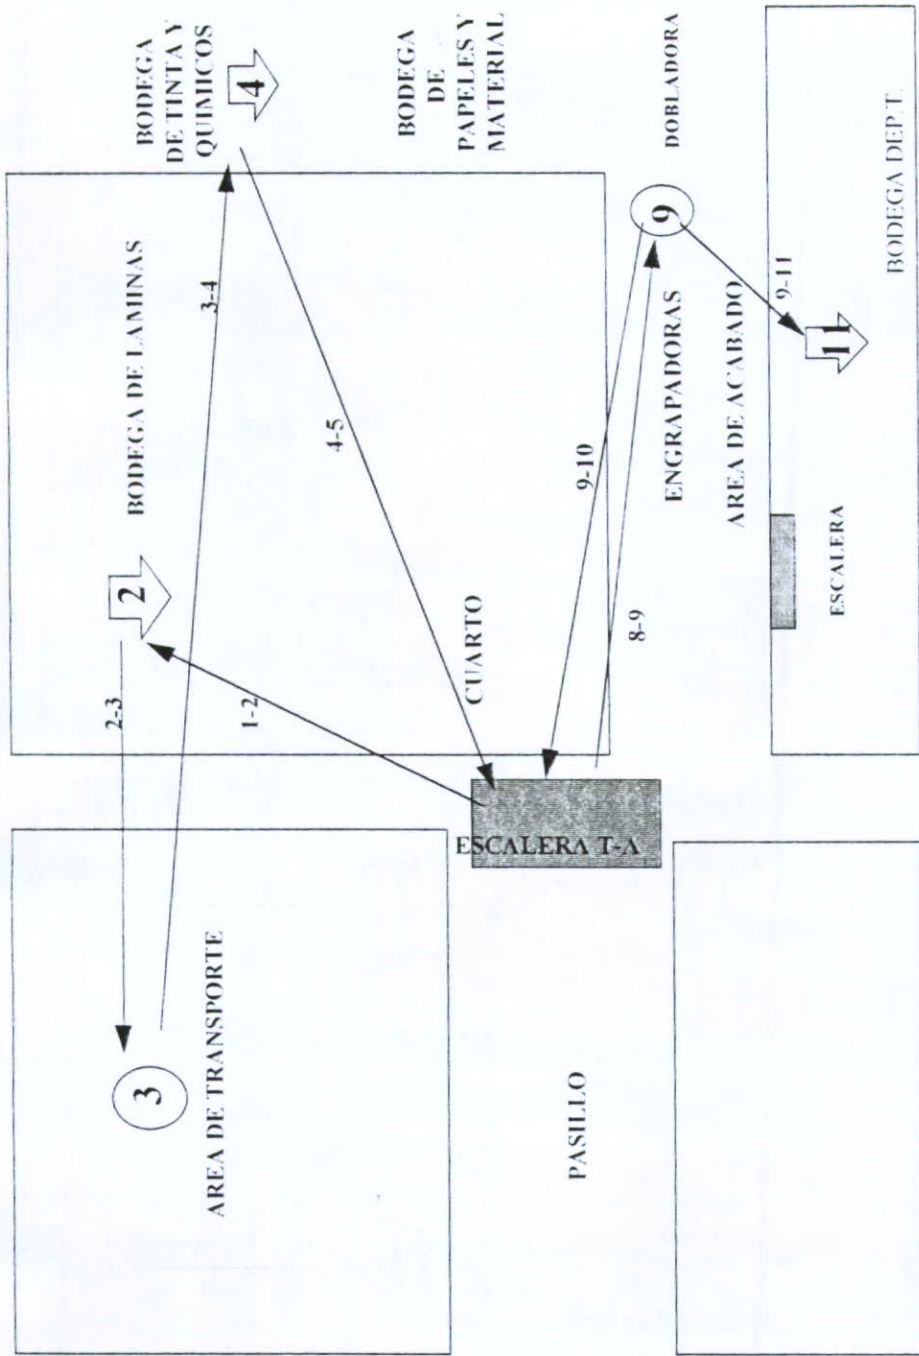 2-3
2
BODEGA DE LAMINAS
BODEGA
DE TINTA Y
QUIMICOS
3
4
AREA DE TRANSPORTE
3-4
1-2
4-5
BODEGA
DE
PAPELES Y
MATERIAL
CUARTO
ESCALERA T-A
PASILLO
9-10
8-9
9
DOBLADORA
ENGRAPADORAS
AREA DE ACABADO
9-11
11
ESCALERA
BODEGA DEP.T.